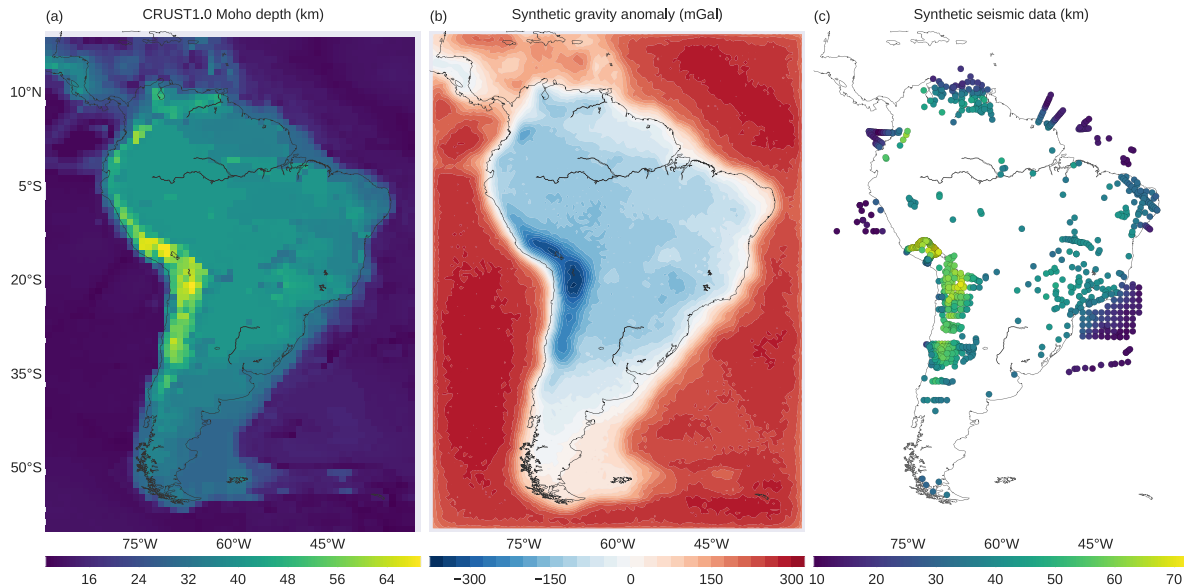 (a) CRUST1.0 Moho depth (km)
(b) Synthetic gravity anomaly (mGal)
(c) Synthetic seismic data (km)
10°N
5°S
20°S
35°S
50°S
75°W 60°W 45°W
75°W 60°W 45°W
75°W 60°W 45°W
16 24 32 40 48 56 64
−300 −150 0 150 300
10 20 30 40 50 60 70